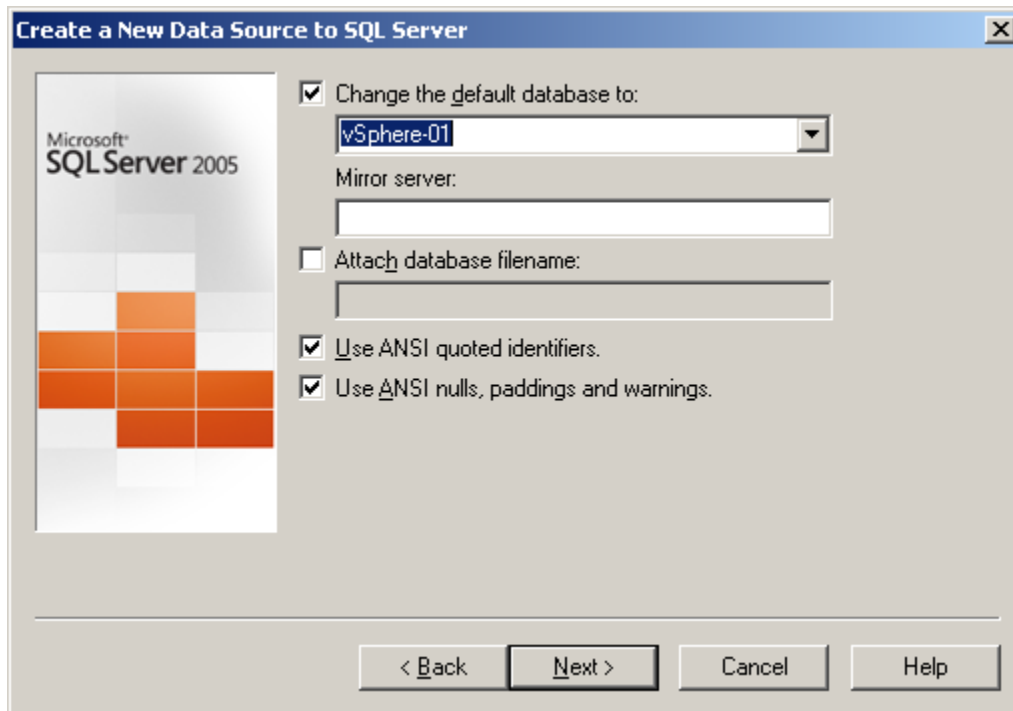 Create a New Data Source to SQL Server
Microsoft®
SQL Server 2005
Change the default database to:
vSphere-01
Mirror server:
Attach database filename:
Use ANSI quoted identifiers.
Use ANSI nulls, paddings and warnings.
< Back
Next >
Cancel
Help